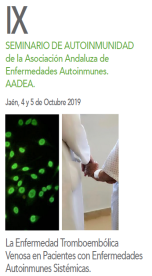 IX
SEMINARIO DE AUTOINMUNIDAD
de la Asociación Andaluza de
Enfermedades Autoinmunes.
AADEA.
Jaén, 4 y 5 de Octubre 2019
La Enfermedad Tromboembólica
Venosa en Pacientes con Enfermedades
Autoinmunes Sistémicas.